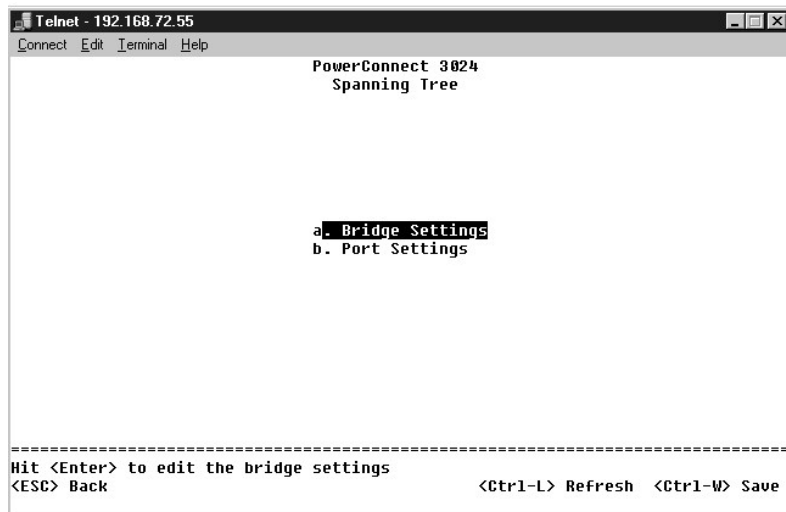 Telnet - 192.168.72.55
Connect Edit Terminal Help
PowerConnect 3024
Spanning Tree
a. Bridge Settings
b. Port Settings
================================================================================
Hit <Enter> to edit the bridge settings
<ESC> Back <Ctrl-L> Refresh <Ctrl-W> Save